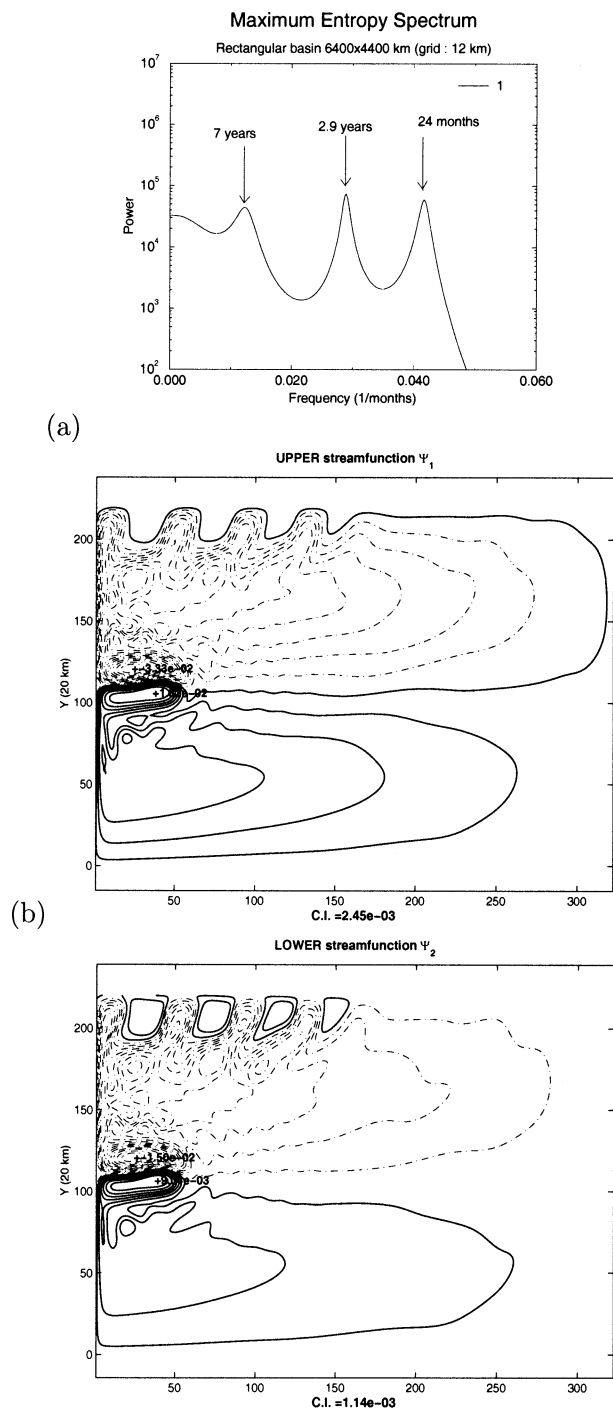 Maximum Entropy Spectrum
Rectangular basin 6400x4400 km (grid : 12 km)
10^7
10^6
10^5
10^4
10^3
10^2
Power
1
7 years
2.9 years
24 months
0.000
0.020
0.040
0.060
Frequency (1/months)
(a)
UPPER streamfunction Ψ₁
200
150
100
50
0
Y (20 km)
50
100
150
200
250
300
C.I. =2.45e-03
(b)
LOWER streamfunction Ψ₂
200
150
100
50
0
Y (20 km)
50
100
150
200
250
300
C.I. =1.14e-03